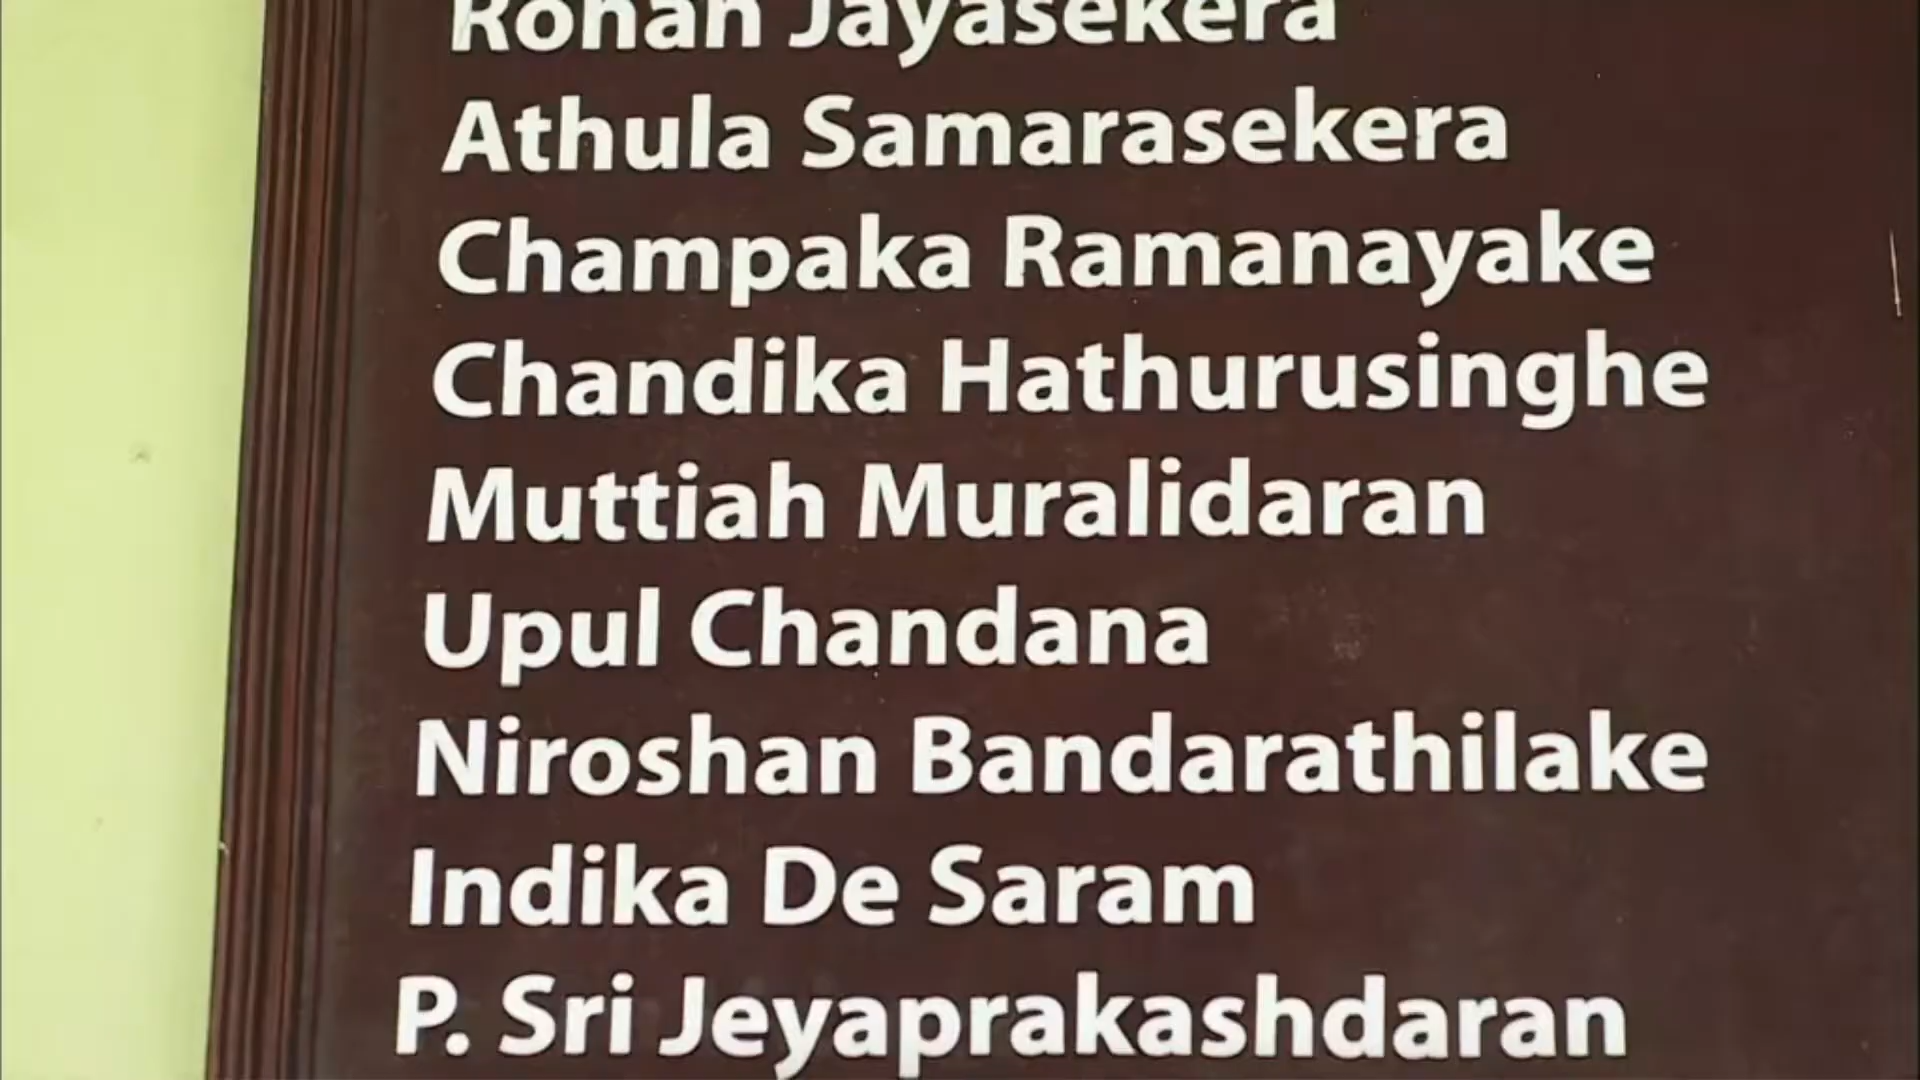 Rohan Jayasekera
Athula Samarasekera
Champaka Ramanayake
Chandika Hathurusinghe
Muttiah Muralidaran
Upul Chandana
Niroshan Bandarathilake
Indika De Saram
P. Sri Jeyaprakashdaran